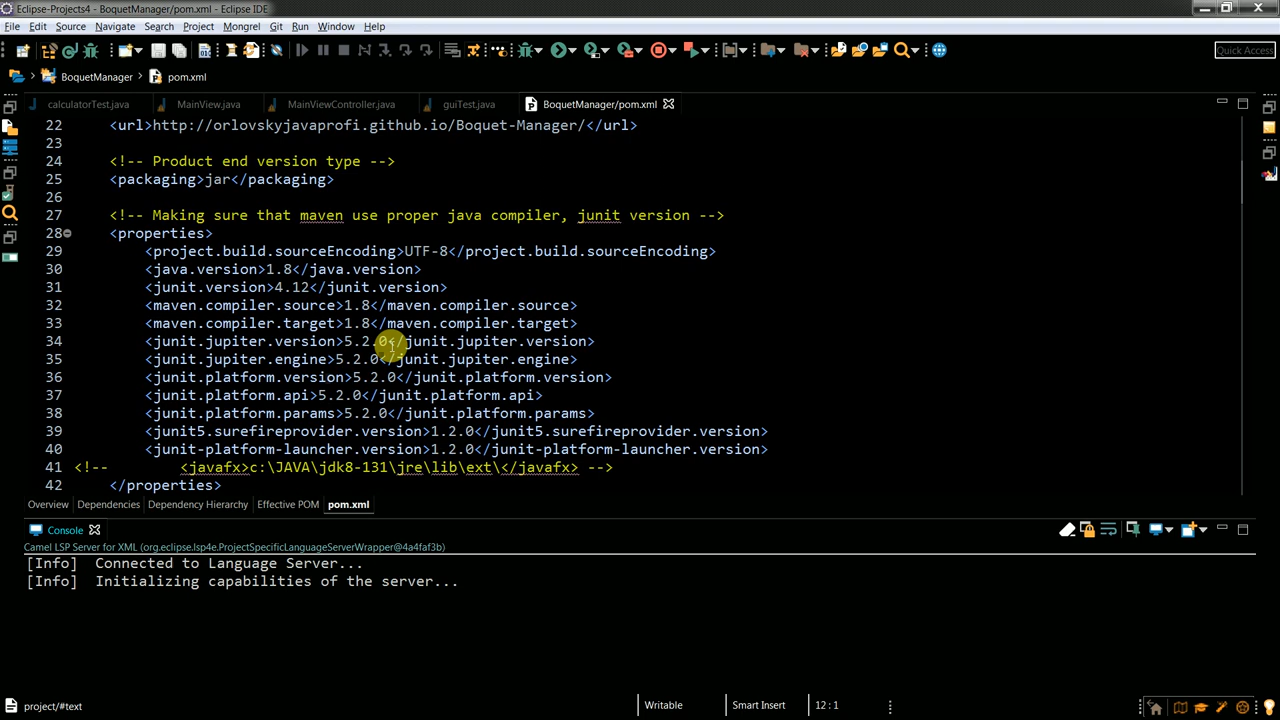 Eclipse-Projects4 - BoquetManager/pom.xml - Eclipse IDE
File Edit Source Navigate Search Project Mongrel Git Run Window Help
Quick Access
BoquetManager pom.xml
calculatorTest.java MainView.java MainViewController.java guiTest.java BoquetManager/pom.xml
22 <url>http://orlovskyjavaprofi.github.io/Boquet-Manager/</url>
23
24 <!-- Product end version type -->
25 <packaging>jar</packaging>
26
27 <!-- Making sure that maven use proper java compiler, junit version -->
28 <properties>
29 <project.build.sourceEncoding>UTF-8</project.build.sourceEncoding>
30 <java.version>1.8</java.version>
31 <junit.version>4.12</junit.version>
32 <maven.compiler.source>1.8</maven.compiler.source>
33 <maven.compiler.target>1.8</maven.compiler.target>
34 <junit.jupiter.version>5.2.0</junit.jupiter.version>
35 <junit.jupiter.engine>5.2.0</junit.jupiter.engine>
36 <junit.platform.version>5.2.0</junit.platform.version>
37 <junit.platform.api>5.2.0</junit.platform.api>
38 <junit.platform.params>5.2.0</junit.platform.params>
39 <junit5.surefireprovider.version>1.2.0</junit5.surefireprovider.version>
40 <junit-platform-launcher.version>1.2.0</junit-platform-launcher.version>
41 <!-- <javafx>c:\JAVA\jdk8-131\jre\lib\ext\</javafx> -->
42 </properties>
Overview Dependencies Dependency Hierarchy Effective POM pom.xml
Console
Camel LSP Server for XML (org.eclipse.lsp4e.ProjectSpecificLanguageServerWrapper@4a4faf3b)
[Info] Connected to Language Server...
[Info] Initializing capabilities of the server...
project/#text Writable Smart Insert 12 : 1